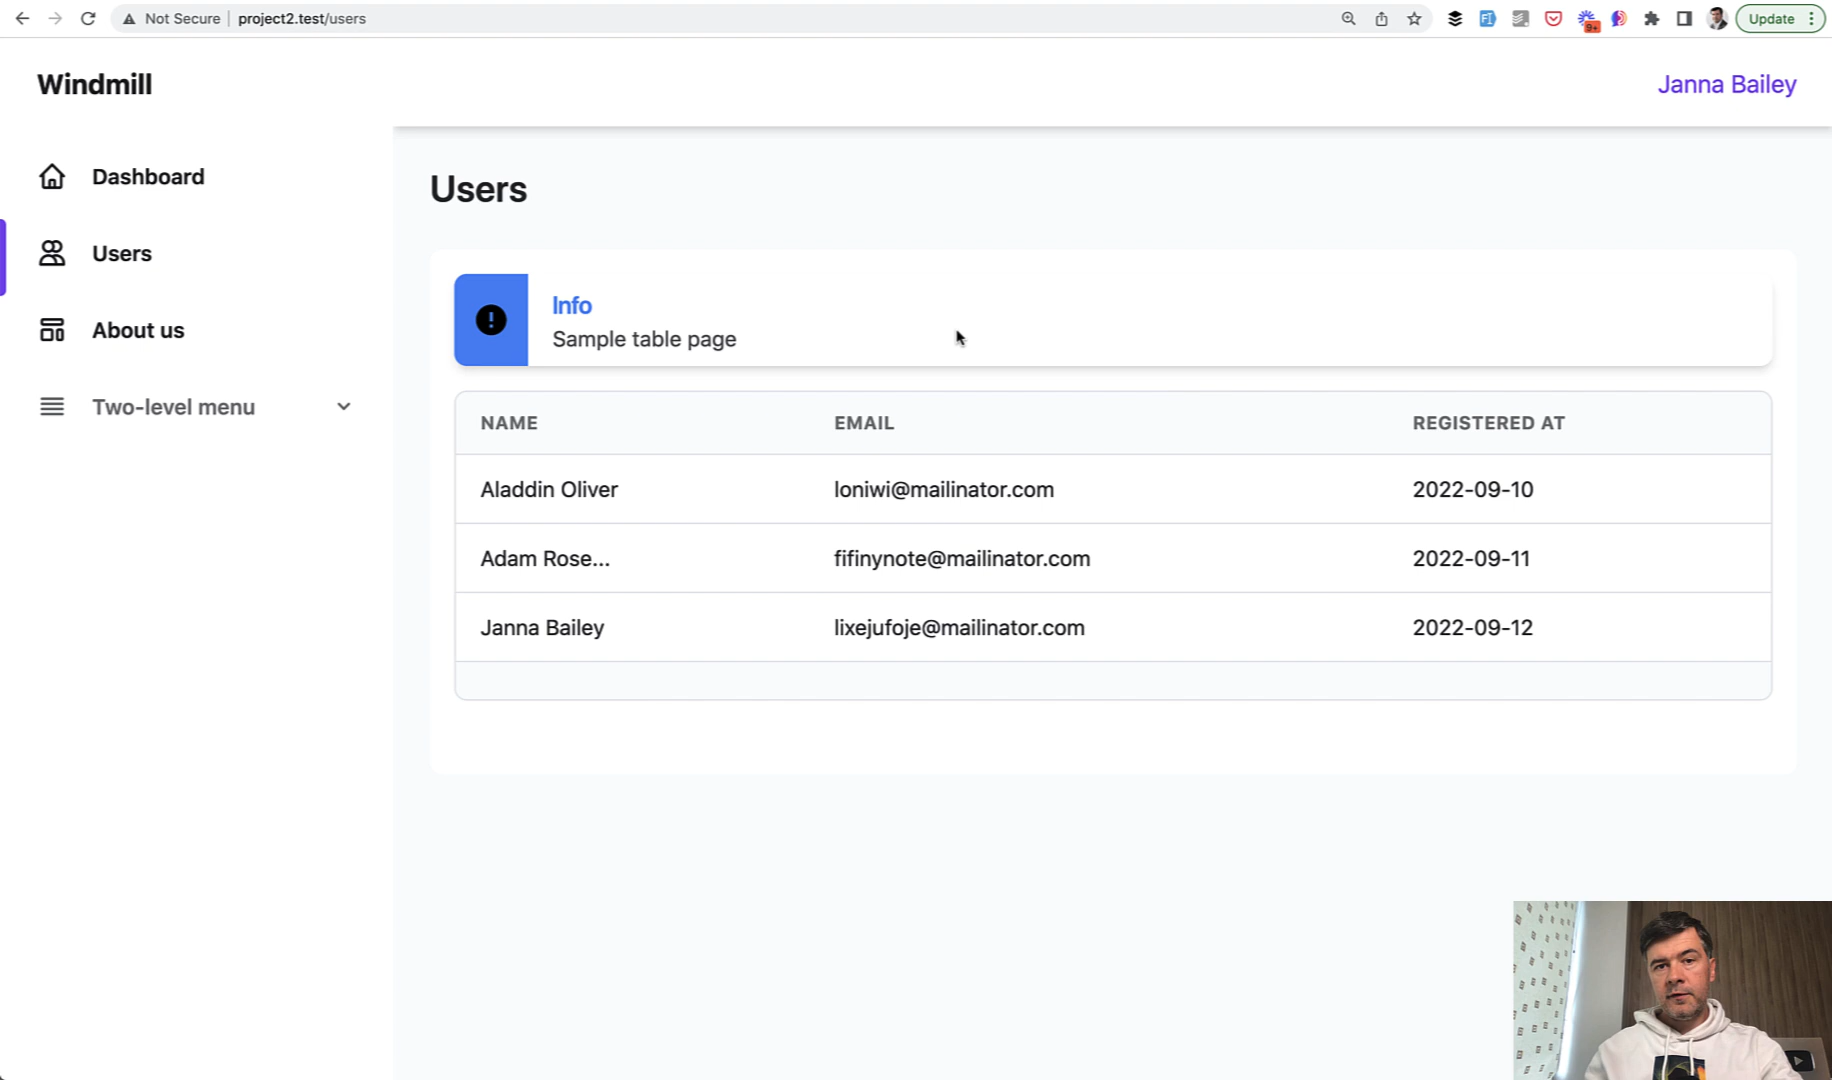 Not Secure project2.test/users
9+
Update
Windmill
Janna Bailey
Dashboard
Users
About us
Two-level menu
Users
Info
Sample table page
NAME EMAIL REGISTERED AT
Aladdin Oliver loniwi@mailinator.com 2022-09-10
Adam Rose... fifinynote@mailinator.com 2022-09-11
Janna Bailey lixejufoje@mailinator.com 2022-09-12